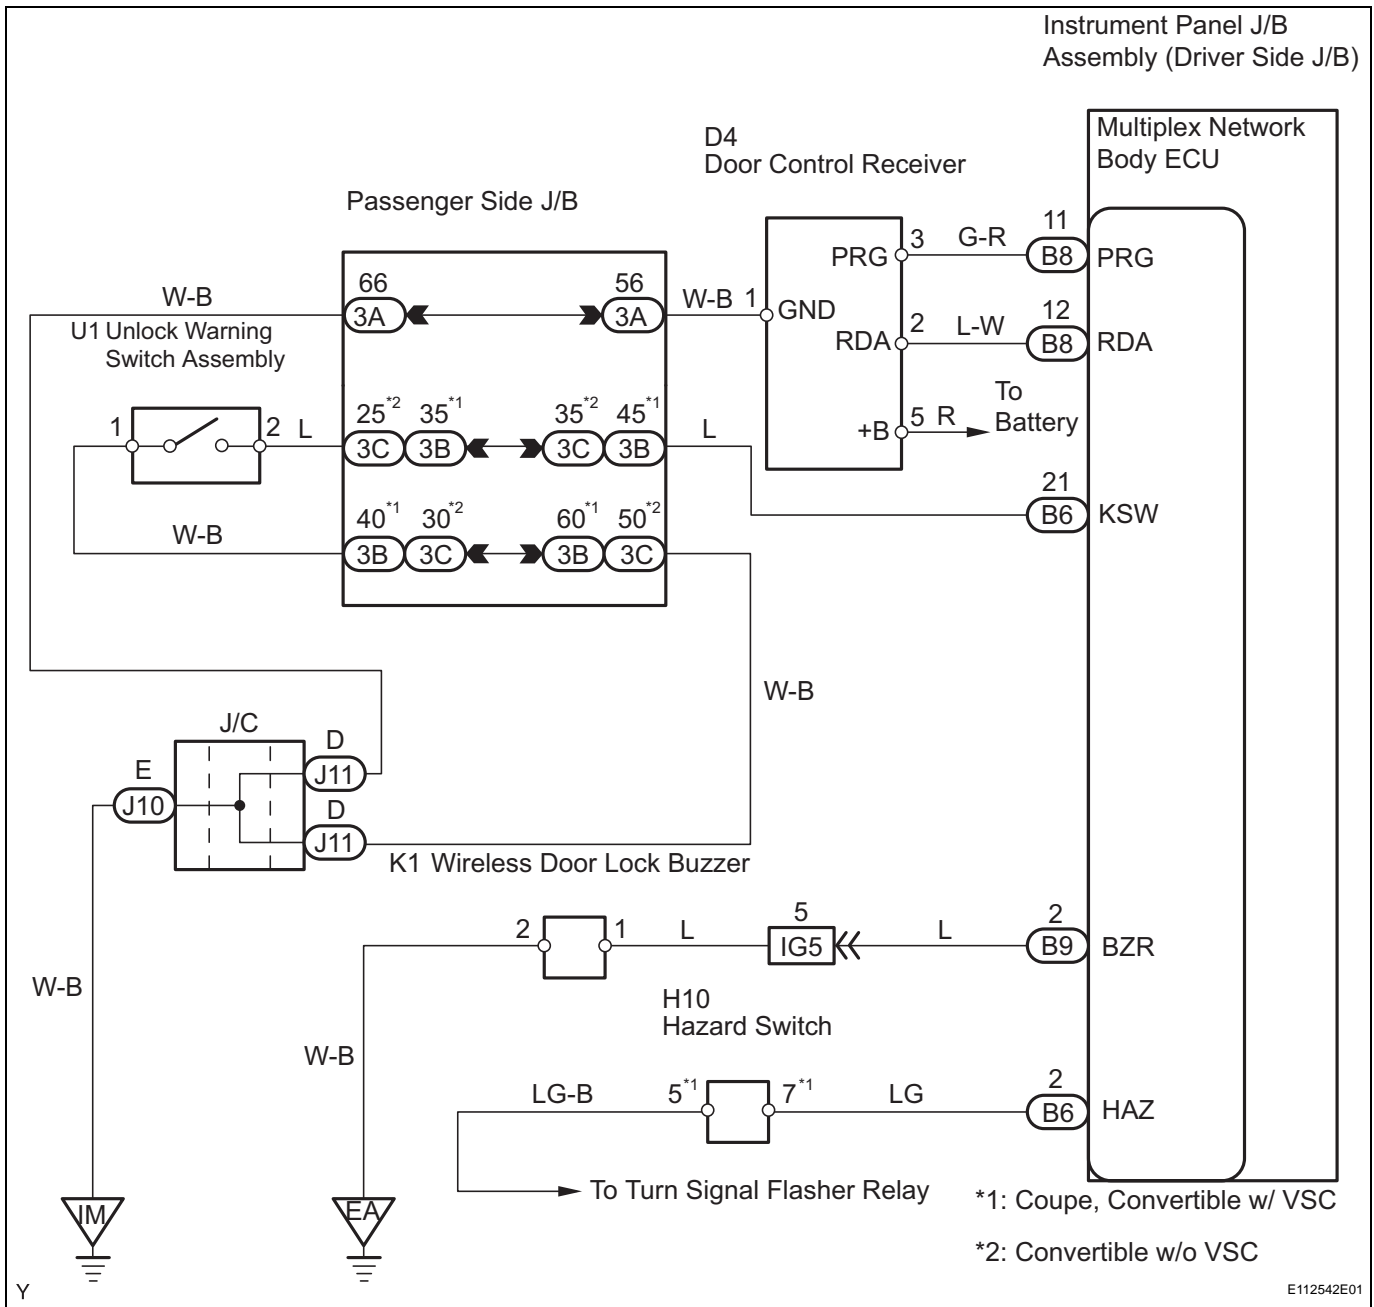 Instrument Panel J/B
Assembly (Driver Side J/B)
Multiplex Network
Body ECU
D4
Door Control Receiver
Passenger Side J/B
66
3A
56
3A
W-B
W-B
1
GND
PRG
3
G-R
11
B8
PRG
RDA
2
L-W
12
B8
RDA
+B
5
R
To
Battery
U1 Unlock Warning
Switch Assembly
1
2
L
25*2
35*1
35*2
45*1
3C
3B
3C
3B
L
21
B6
KSW
W-B
40*1
30*2
60*1
50*2
3B
3C
3B
3C
W-B
J/C
D
J11
E
J10
D
J11
K1 Wireless Door Lock Buzzer
2
1
L
5
IG5
L
2
B9
BZR
W-B
W-B
H10
Hazard Switch
LG-B
5*1
7*1
LG
2
B6
HAZ
To Turn Signal Flasher Relay
IM
EA
*1: Coupe, Convertible w/ VSC
*2: Convertible w/o VSC
Y
E112542E01